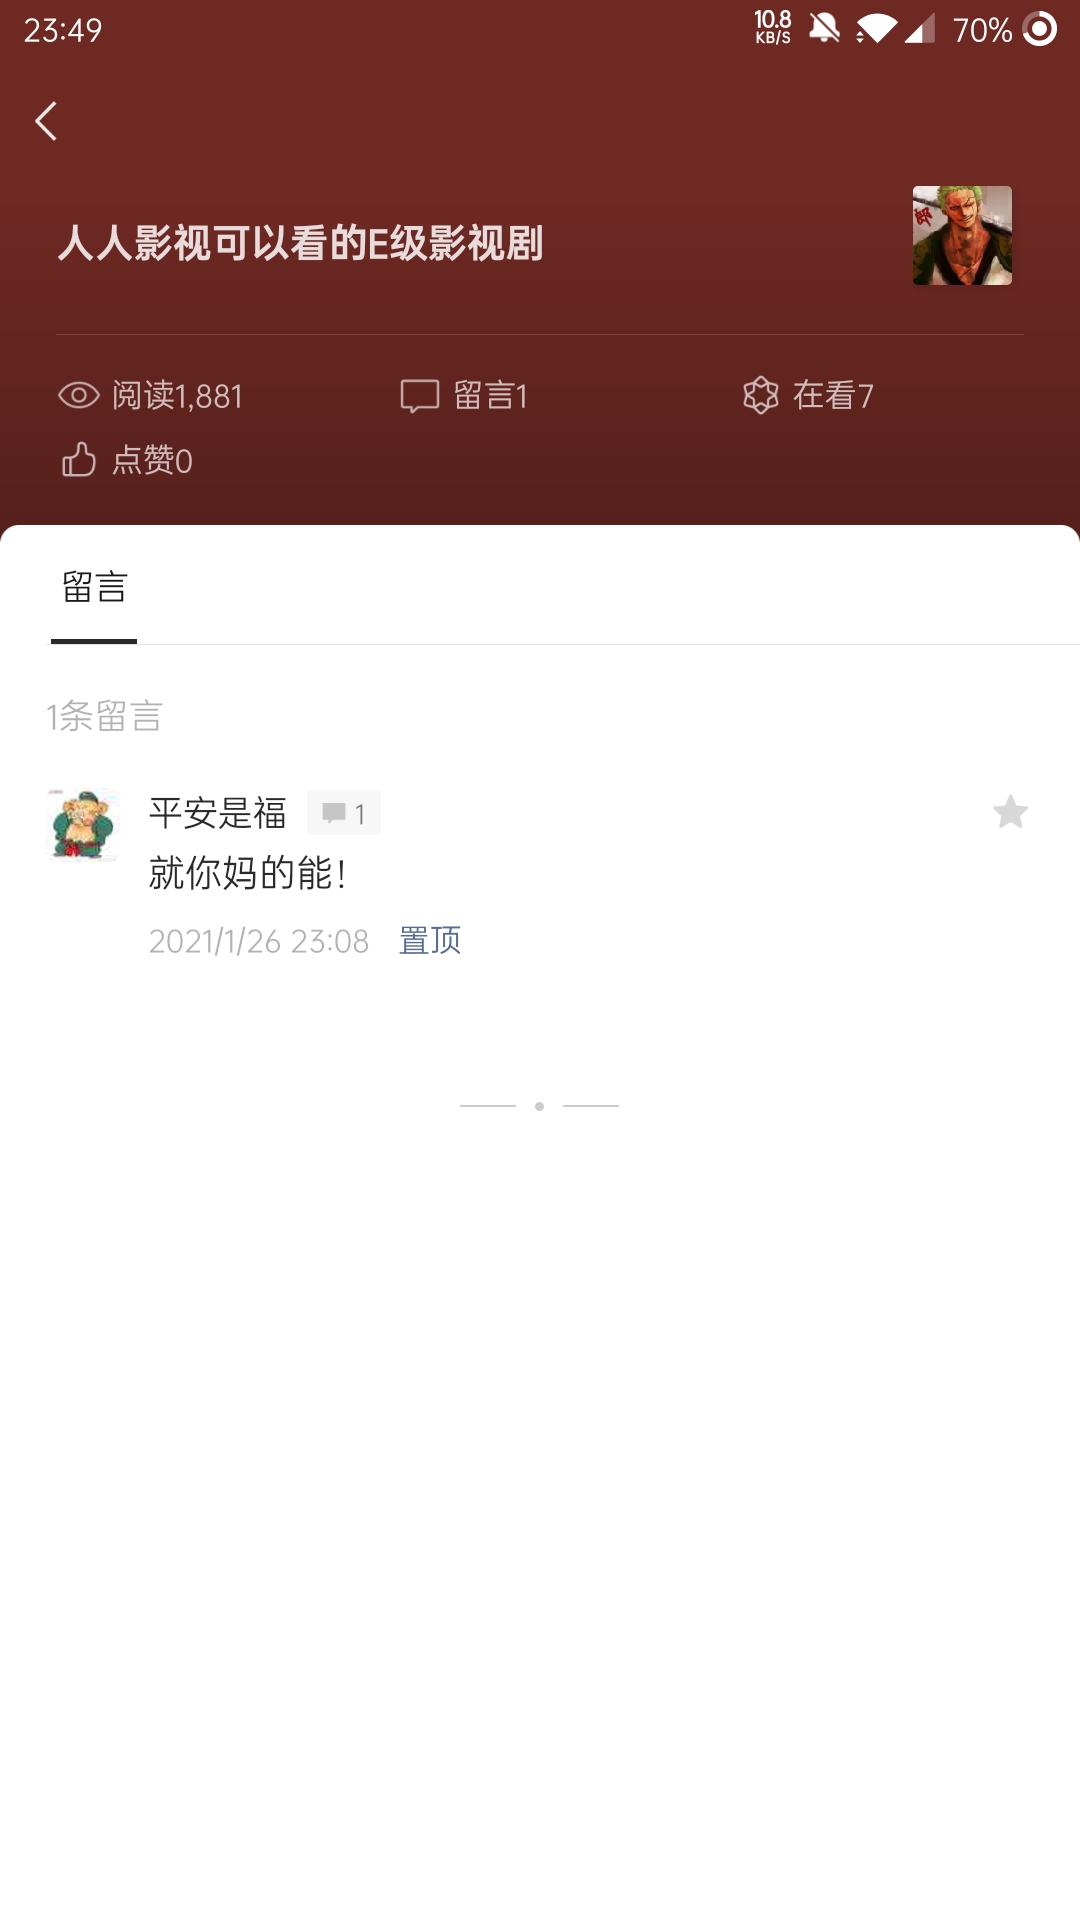 23:49
10.8
KB/S
70%
人人影视可以看的E级影视剧
阅读1,881
留言1
在看7
点赞0
留言
1条留言
平安是福
1
就你妈的能！
2021/1/26 23:08 置顶